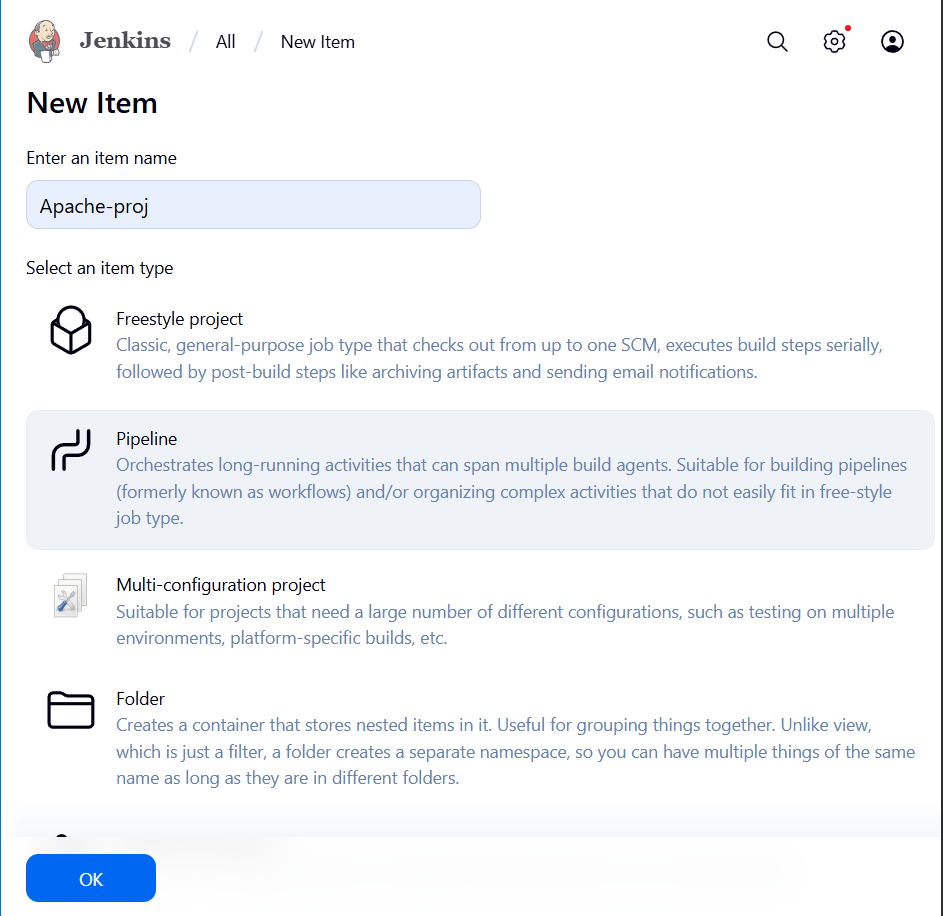 Jenkins / All / New Item
New Item
Enter an item name
Apache-proj
Select an item type
Freestyle project
Classic, general-purpose job type that checks out from up to one SCM, executes build steps serially,
followed by post-build steps like archiving artifacts and sending email notifications.
Pipeline
Orchestrates long-running activities that can span multiple build agents. Suitable for building pipelines
(formerly known as workflows) and/or organizing complex activities that do not easily fit in free-style
job type.
Multi-configuration project
Suitable for projects that need a large number of different configurations, such as testing on multiple
environments, platform-specific builds, etc.
Folder
Creates a container that stores nested items in it. Useful for grouping things together. Unlike view,
which is just a filter, a folder creates a separate namespace, so you can have multiple things of the same
name as long as they are in different folders.
OK